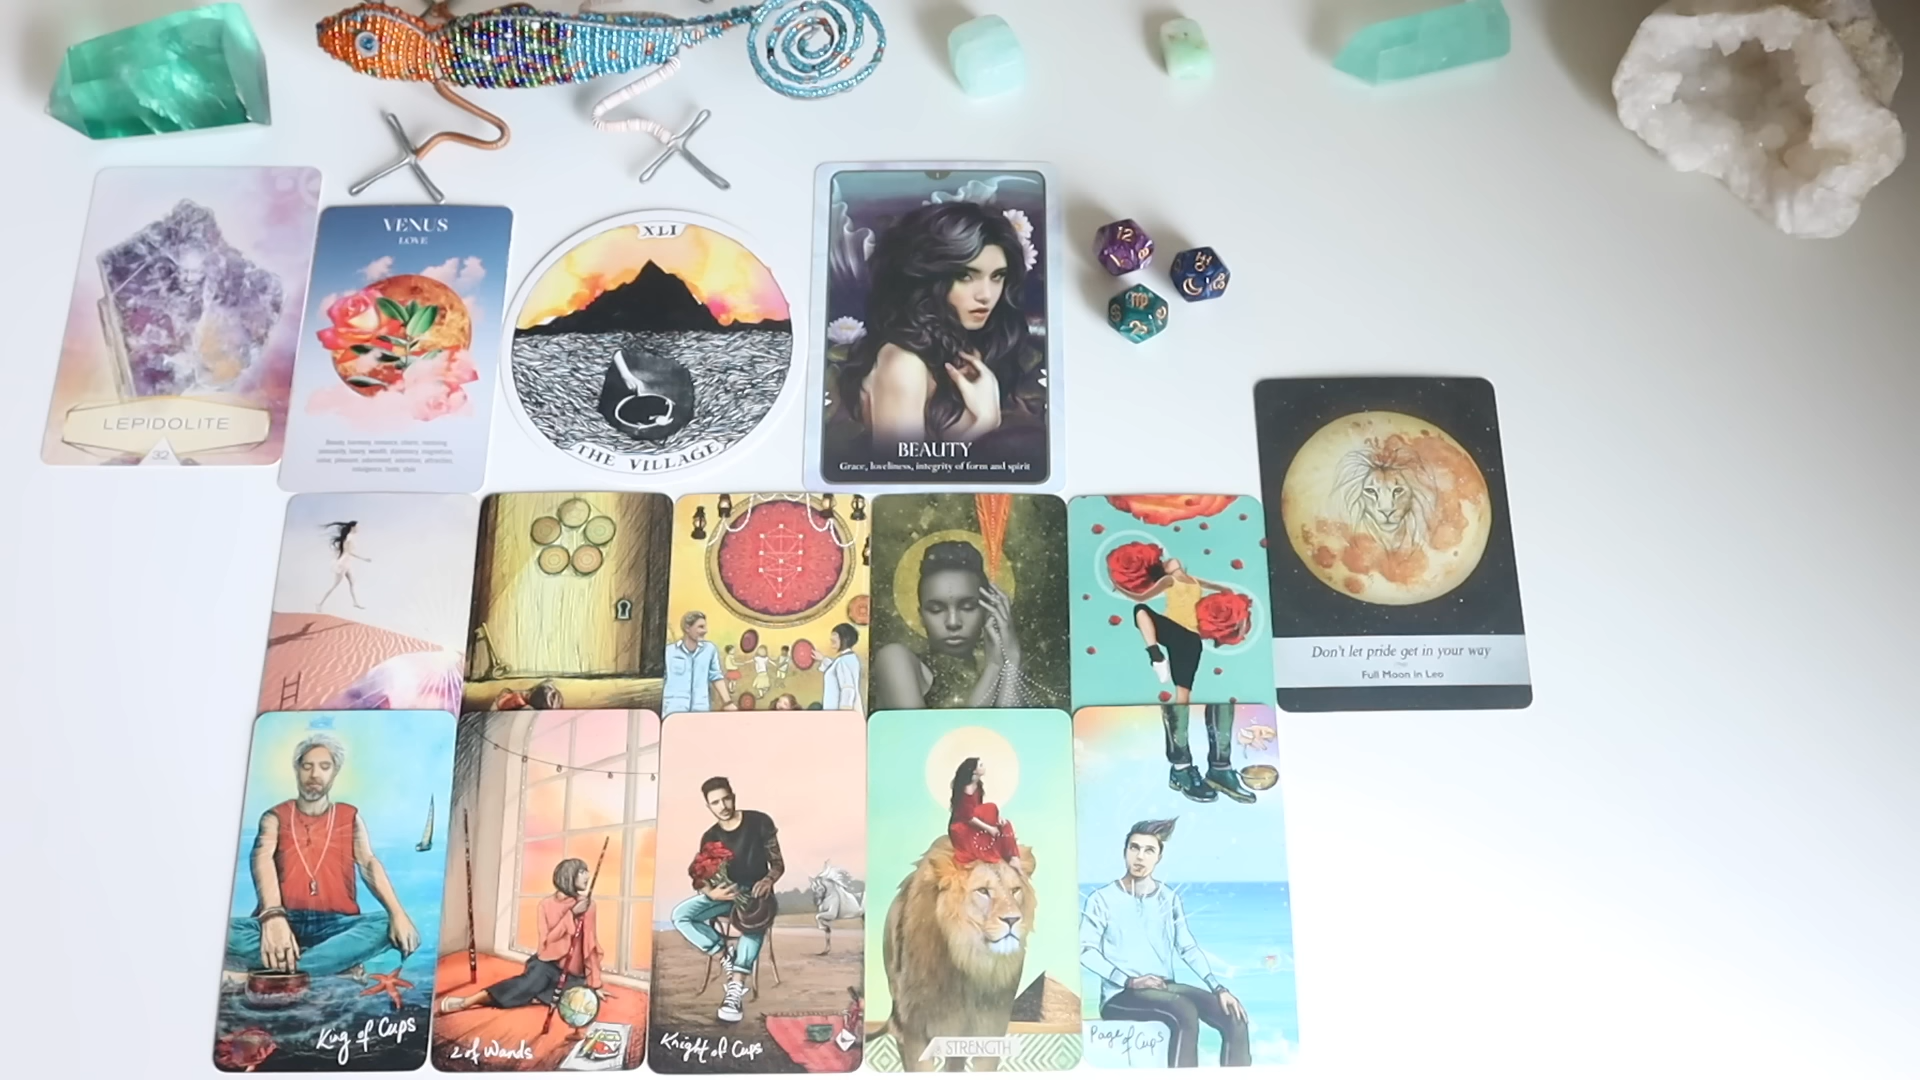 LEPIDOLITE
32
VENUS
LOVE
XLI
THE VILLAGE
BEAUTY
Grace, loveliness, integrity of form and spirit
12
Don't let pride get in your way
Full Moon in Leo
King of Cups
2 of Wands
Knight of Cups
STRENGTH
Page of Cups